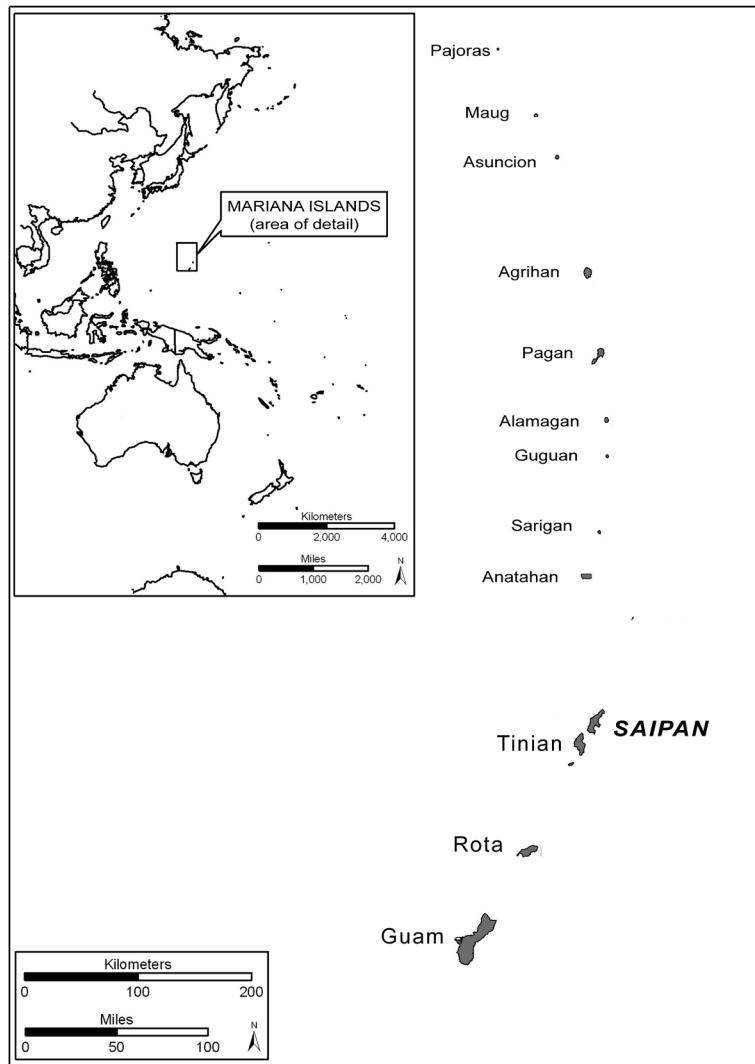 Pajoras
Maug
Asuncion
MARIANA ISLANDS
(area of detail)
Agrihan
Pagan
Alamagan
Guguan
Sarigan
Anatahan
Kilometers
0 2,000 4,000
Miles
0 1,000 2,000
N
SAIPAN
Tinian
Rota
Guam
Kilometers
0 100 200
Miles
0 50 100
N